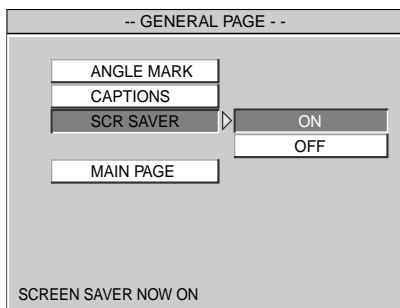 -- GENERAL PAGE - -
ANGLE MARK
CAPTIONS
SCR SAVER
ON
OFF
MAIN PAGE
SCREEN SAVER NOW ON